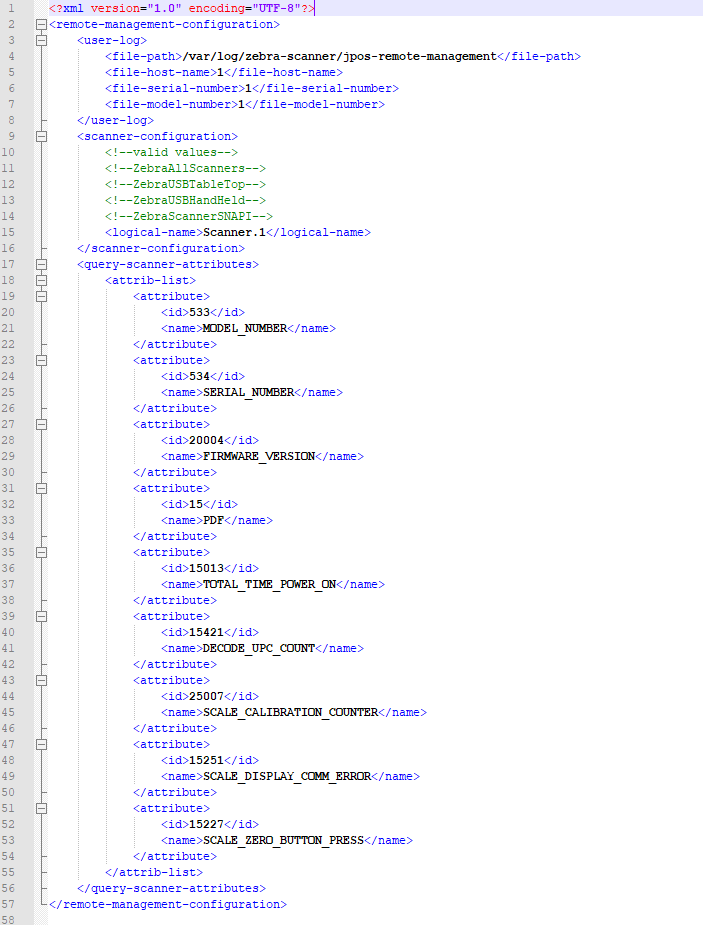 1 <?xml version="1.0" encoding="UTF-8"?>
2 <remote-management-configuration>
3 <user-log>
4 <file-path>/var/log/zebra-scanner/jpos-remote-management</file-path>
5 <file-host-name>1</file-host-name>
6 <file-serial-number>1</file-serial-number>
7 <file-model-number>1</file-model-number>
8 </user-log>
9 <scanner-configuration>
10 <!--valid values-->
11 <!--ZebraAllScanners-->
12 <!--ZebraUSBTableTop-->
13 <!--ZebraUSBHandHeld-->
14 <!--ZebraScannerSNAPI-->
15 <logical-name>Scanner.1</logical-name>
16 </scanner-configuration>
17 <query-scanner-attributes>
18 <attrib-list>
19 <attribute>
20 <id>533</id>
21 <name>MODEL_NUMBER</name>
22 </attribute>
23 <attribute>
24 <id>534</id>
25 <name>SERIAL_NUMBER</name>
26 </attribute>
27 <attribute>
28 <id>20004</id>
29 <name>FIRMWARE_VERSION</name>
30 </attribute>
31 <attribute>
32 <id>15</id>
33 <name>PDF</name>
34 </attribute>
35 <attribute>
36 <id>15013</id>
37 <name>TOTAL_TIME_POWER_ON</name>
38 </attribute>
39 <attribute>
40 <id>15421</id>
41 <name>DECODE_UPC_COUNT</name>
42 </attribute>
43 <attribute>
44 <id>25007</id>
45 <name>SCALE_CALIBRATION_COUNTER</name>
46 </attribute>
47 <attribute>
48 <id>15251</id>
49 <name>SCALE_DISPLAY_COMM_ERROR</name>
50 </attribute>
51 <attribute>
52 <id>15227</id>
53 <name>SCALE_ZERO_BUTTON_PRESS</name>
54 </attribute>
55 </attrib-list>
56 </query-scanner-attributes>
57 </remote-management-configuration>
58